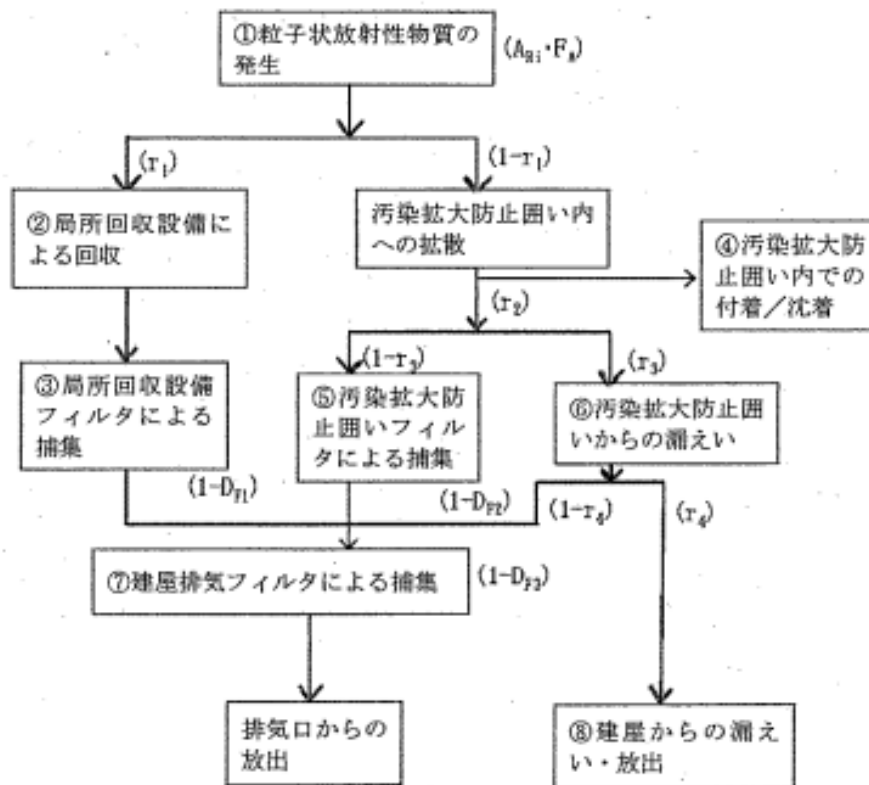 ①粒子状放射性物質の
発生
(A_Ri・F_a)
(r₁)
(1-r₁)
②局所回収設備に
よる回収
汚染拡大防止囲い内
への拡散
④汚染拡大防
止囲い内での
付着／沈着
(r₂)
(1-r₃)
(r₃)
③局所回収設備
フィルタによる
捕集
⑤汚染拡大防
止囲いフィル
タによる捕集
⑥汚染拡大防止囲
いからの漏えい
(1-D_F1)
(1-D_F2)
(1-r₄)
(r₄)
⑦建屋排気フィルタによる捕集
(1-D_F3)
排気口からの
放出
⑧建屋からの漏え
い・放出